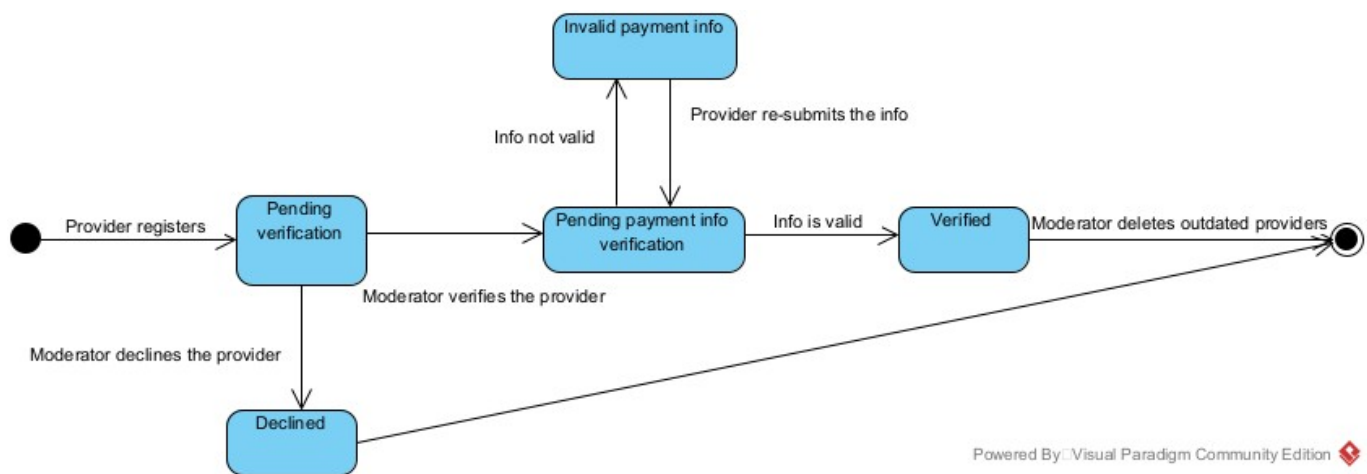 Invalid payment info
Provider re-submits the info
Info not valid
Provider registers
Pending
verification
Pending payment info
verification
Info is valid
Verified
Moderator deletes outdated providers
Moderator verifies the provider
Moderator declines the provider
Declined
Powered By Visual Paradigm Community Edition